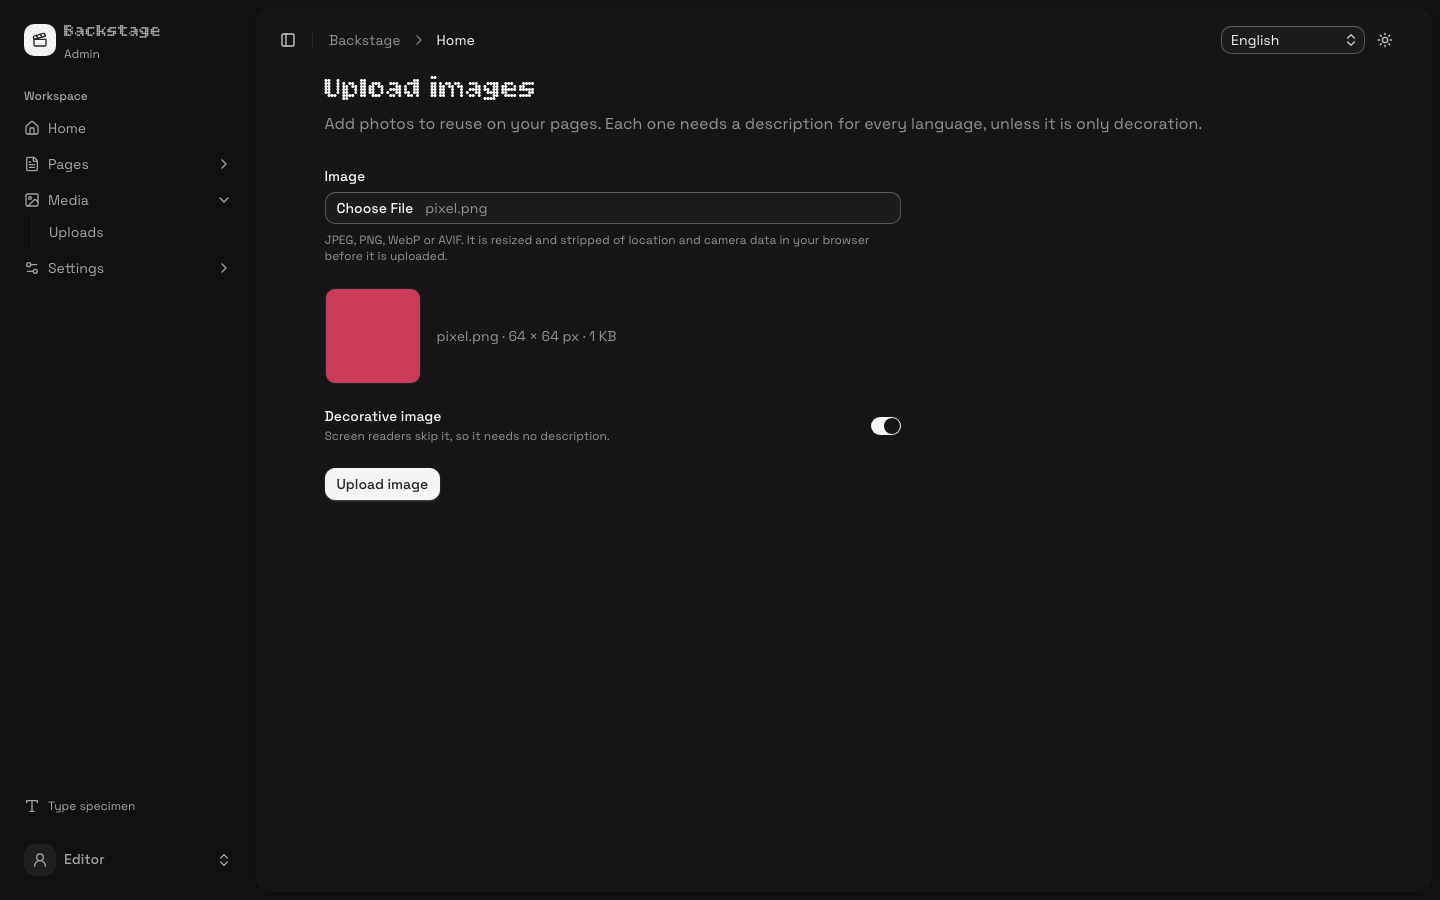 Backstage
Admin
Workspace
Home
Pages
Media
Uploads
Settings
Type specimen
Editor
Backstage
Home
English
Upload images
Add photos to reuse on your pages. Each one needs a description for every language, unless it is only decoration.
Image
Choose File pixel.png
JPEG, PNG, WebP or AVIF. It is resized and stripped of location and camera data in your browser
before it is uploaded.
pixel.png · 64 × 64 px · 1 KB
Decorative image
Screen readers skip it, so it needs no description.
Upload image